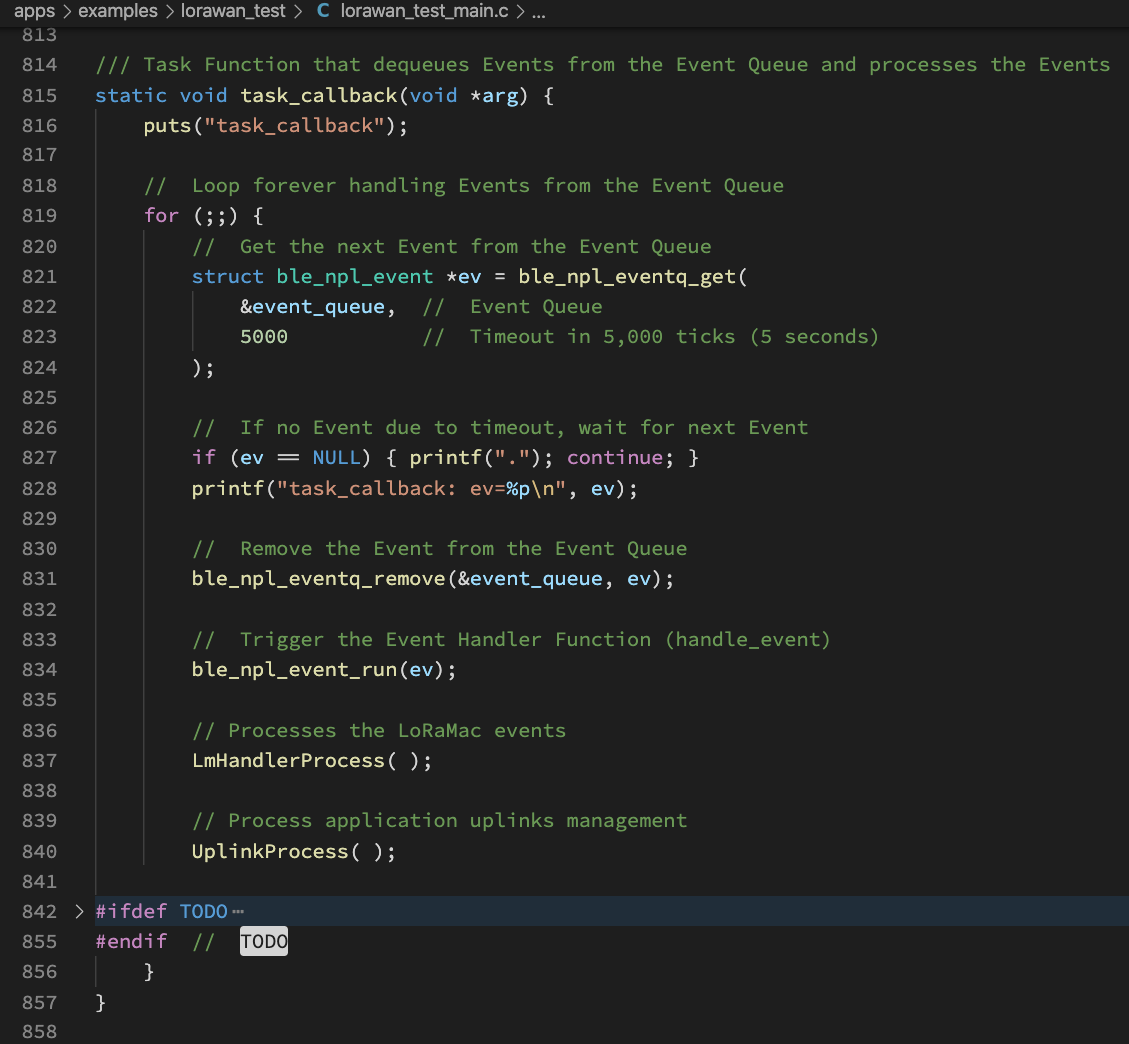 apps > examples > lorawan_test > C lorawan_test_main.c > ...
813
814 /// Task Function that dequeues Events from the Event Queue and processes the Events
815 static void task_callback(void *arg) {
816     puts("task_callback");
817
818     //  Loop forever handling Events from the Event Queue
819     for (;;) {
820         //  Get the next Event from the Event Queue
821         struct ble_npl_event *ev = ble_npl_eventq_get(
822             &event_queue,  //  Event Queue
823             5000           //  Timeout in 5,000 ticks (5 seconds)
824         );
825
826         //  If no Event due to timeout, wait for next Event
827         if (ev == NULL) { printf("."); continue; }
828         printf("task_callback: ev=%p\n", ev);
829
830         //  Remove the Event from the Event Queue
831         ble_npl_eventq_remove(&event_queue, ev);
832
833         //  Trigger the Event Handler Function (handle_event)
834         ble_npl_event_run(ev);
835
836         // Processes the LoRaMac events
837         LmHandlerProcess( );
838
839         // Process application uplinks management
840         UplinkProcess( );
841
842 > #ifdef TODO ⋯
855 #endif  //  TODO
856     }
857 }
858